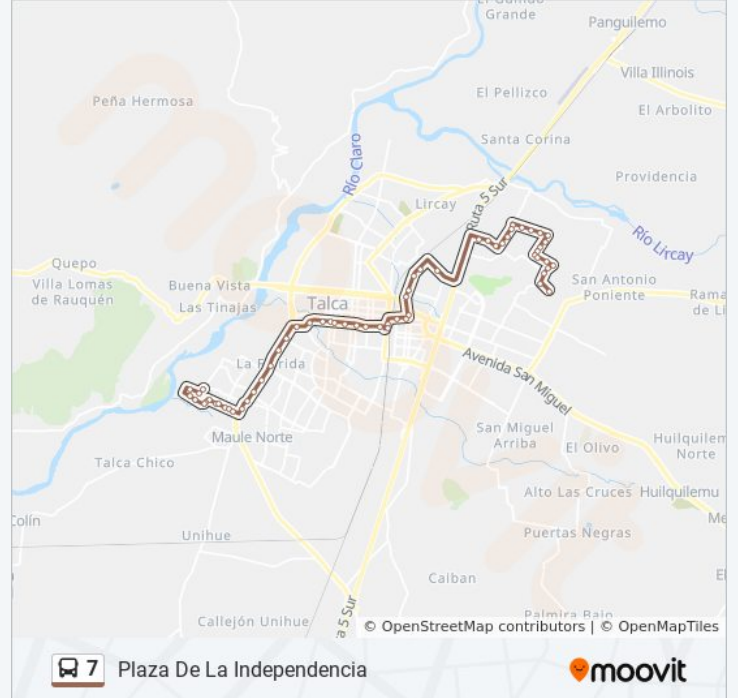 El Guindo
Grande
Panguilemo
Villa Illinois
Peña Hermosa
El Pellizco
El Arbolito
Santa Corina
Río Claro
Providencia
Ruta 5 Sur
Lircay
Río Lircay
Quepo
Villa Lomas
de Rauquén
Buena Vista
San Antonio
Poniente
Rama
de Li
Las Tinajas
Talca
La Florida
Avenida San Miguel
San Miguel
Arriba
Maule Norte
El Olivo
Huilquilem
Norte
Talca Chico
Alto Las Cruces
Huilquilemu
Colín
Me
Unihue
Puertas Negras
Caiban
El
Palmira Bajo
Callejón Unihue
a 5 Sur
© OpenStreetMap contributors | © OpenMapTiles
7 Plaza De La Independencia
moovit